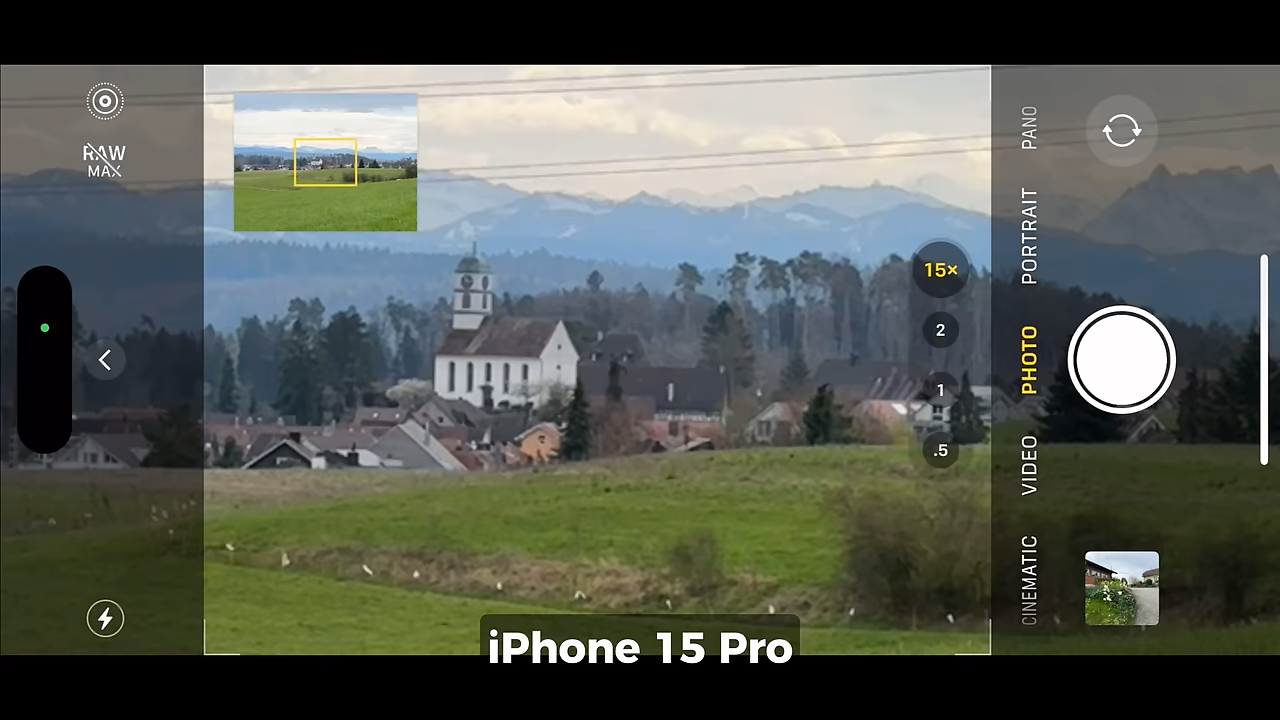 RAW
MAX
15×
2
1
.5
PANO
PORTRAIT
PHOTO
VIDEO
CINEMATIC
iPhone 15 Pro